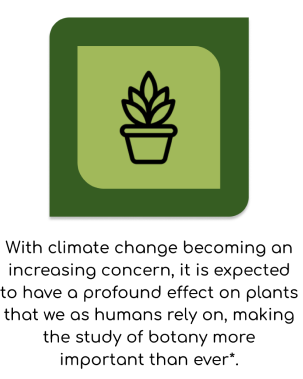 With climate change becoming an
increasing concern, it is expected
to have a profound effect on plants
that we as humans rely on, making
the study of botany more
important than ever*.